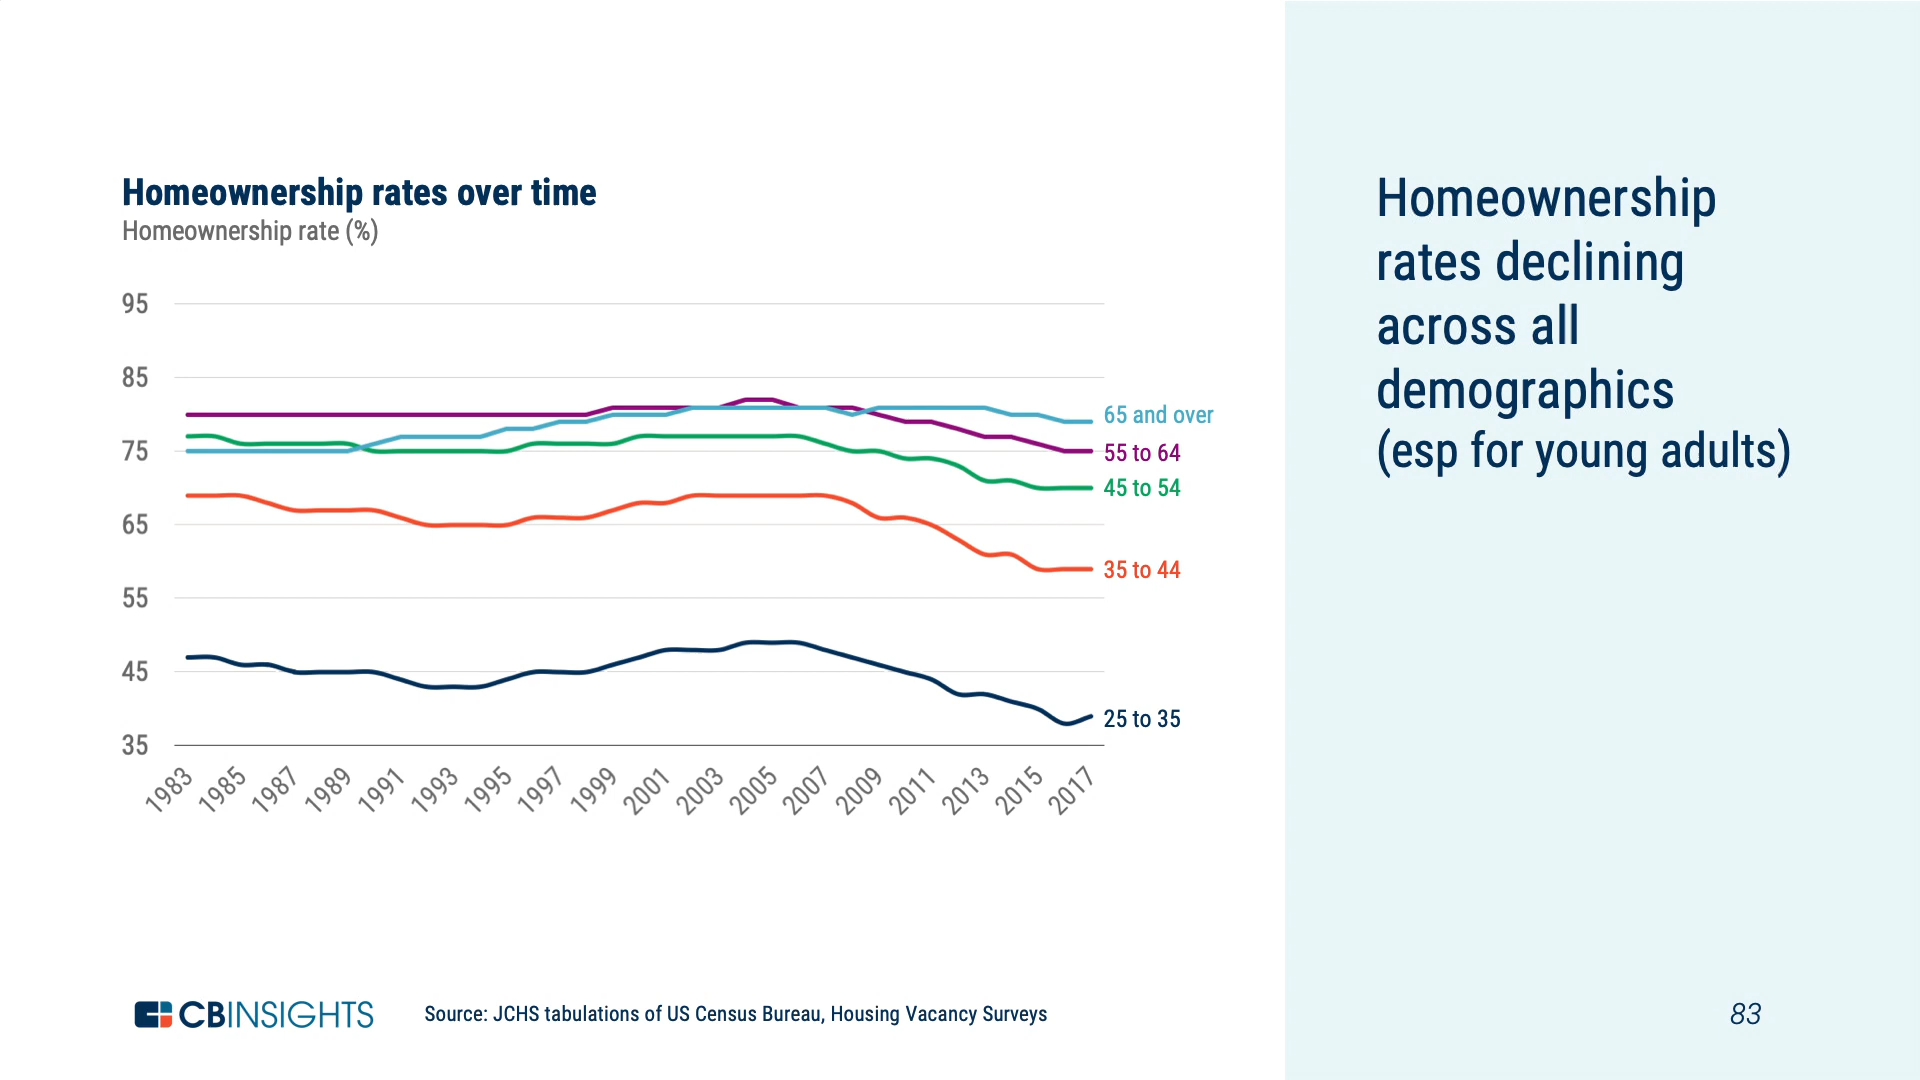 Homeownership rates over time
Homeownership rate (%)
95
85
75
65
55
45
35
65 and over
55 to 64
45 to 54
35 to 44
25 to 35
1983
1985
1987
1989
1991
1993
1995
1997
1999
2001
2003
2005
2007
2009
2011
2013
2015
2017
Homeownership
rates declining
across all
demographics
(esp for young adults)
CBINSIGHTS
Source: JCHS tabulations of US Census Bureau, Housing Vacancy Surveys
83